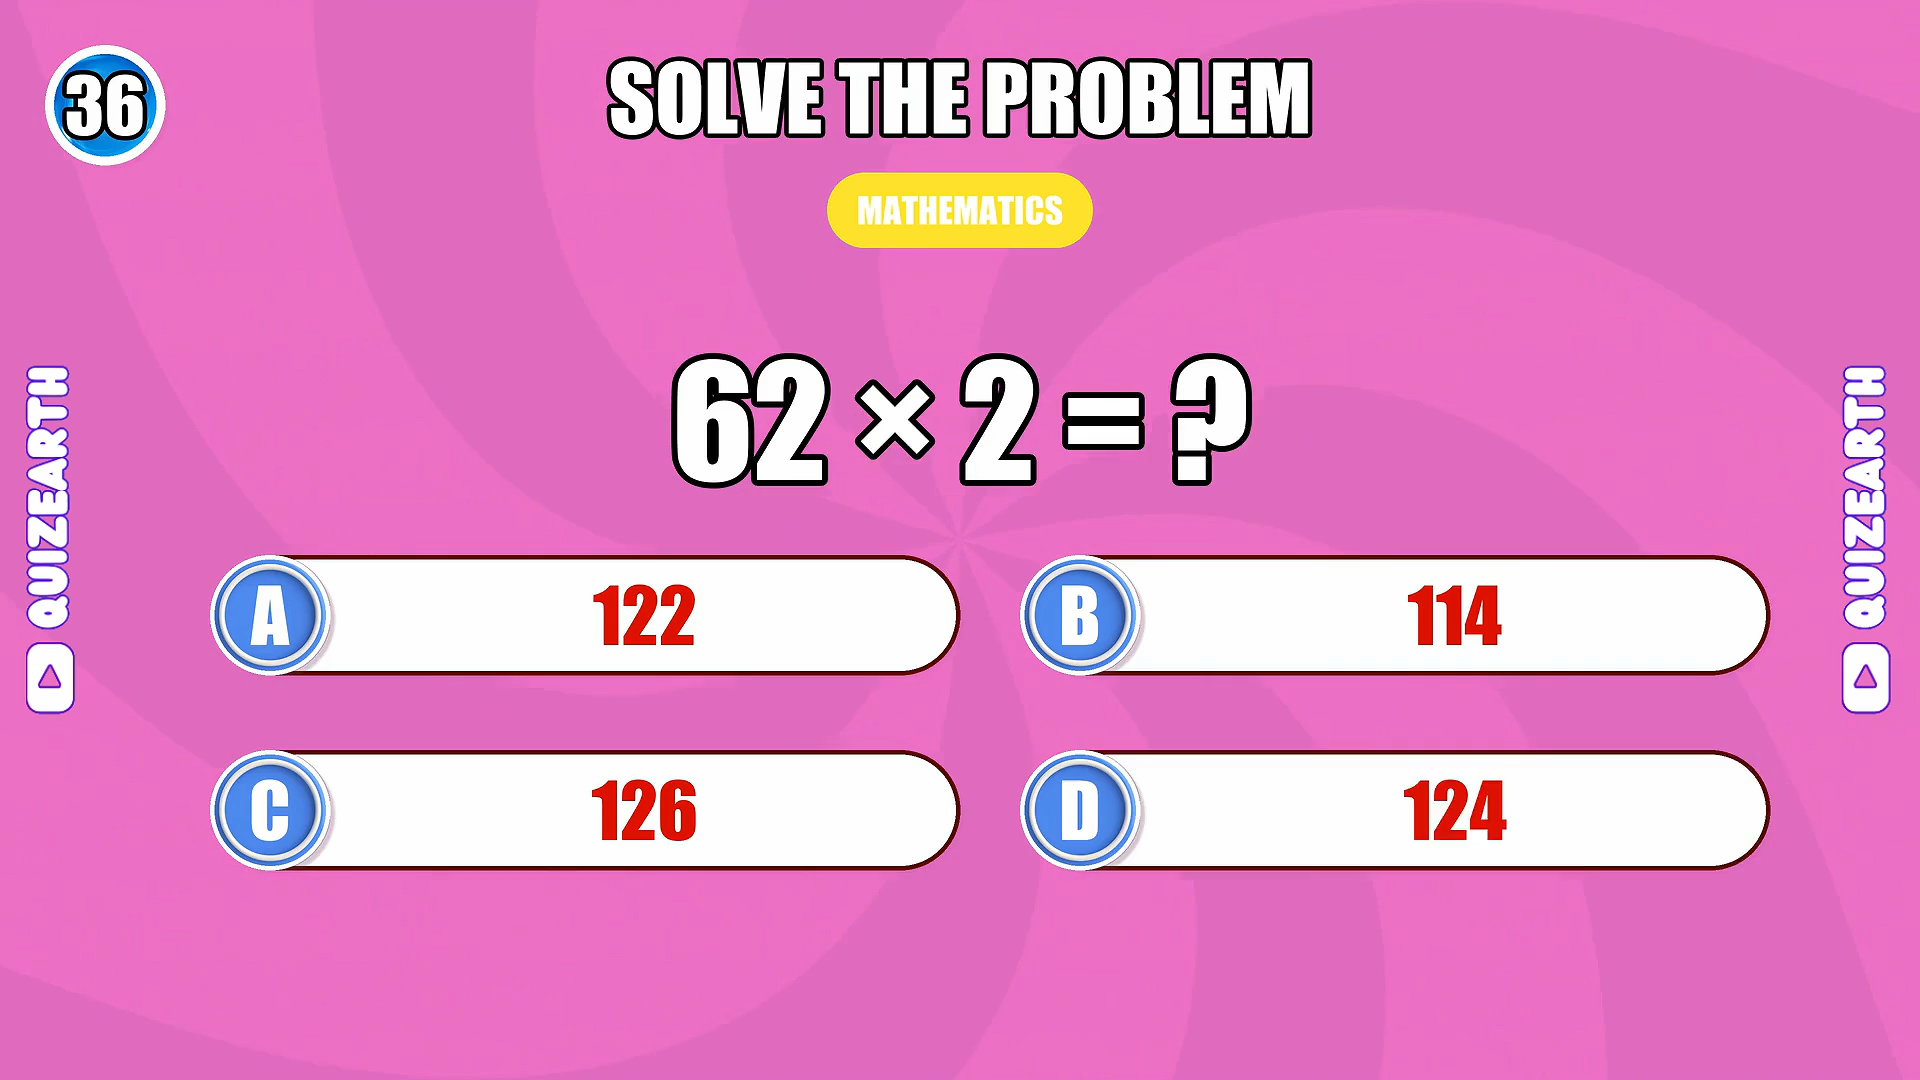 36
SOLVE THE PROBLEM
MATHEMATICS
62 × 2 = ?
A 122
B 114
C 126
D 124
QUIZEARTH
QUIZEARTH